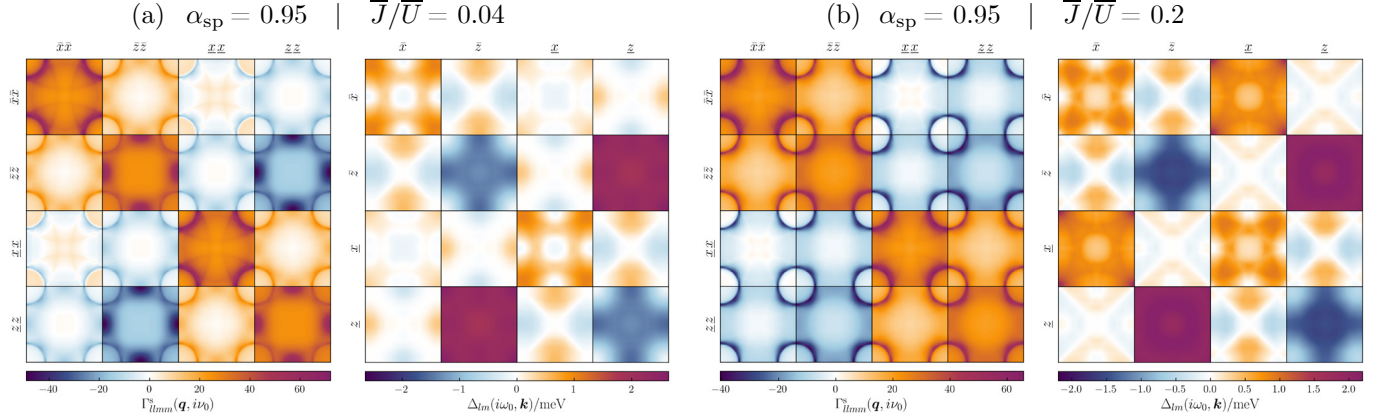 (a) αsp = 0.95 | J̅/U̅ = 0.04
(b) αsp = 0.95 | J̅/U̅ = 0.2
x̄x̄ z̄z̄ x̲x̲ z̲z̲
x̄ z̄ x̲ z̲
x̄x̄ z̄z̄ x̲x̲ z̲z̲
x̄ z̄ x̲ z̲
x̄x̄
z̄z̄
x̲x̲
z̲z̲
x̄
z̄
x̲
z̲
x̄x̄
z̄z̄
x̲x̲
z̲z̲
x̄
z̄
x̲
z̲
−40 −20 0 20 40 60
Γˢllmm(q, iν₀)
−2 −1 0 1 2
Δlm(iω₀, k)/meV
−40 −20 0 20 40 60
Γˢllmm(q, iν₀)
−2.0 −1.5 −1.0 −0.5 0.0 0.5 1.0 1.5 2.0
Δlm(iω₀, k)/meV